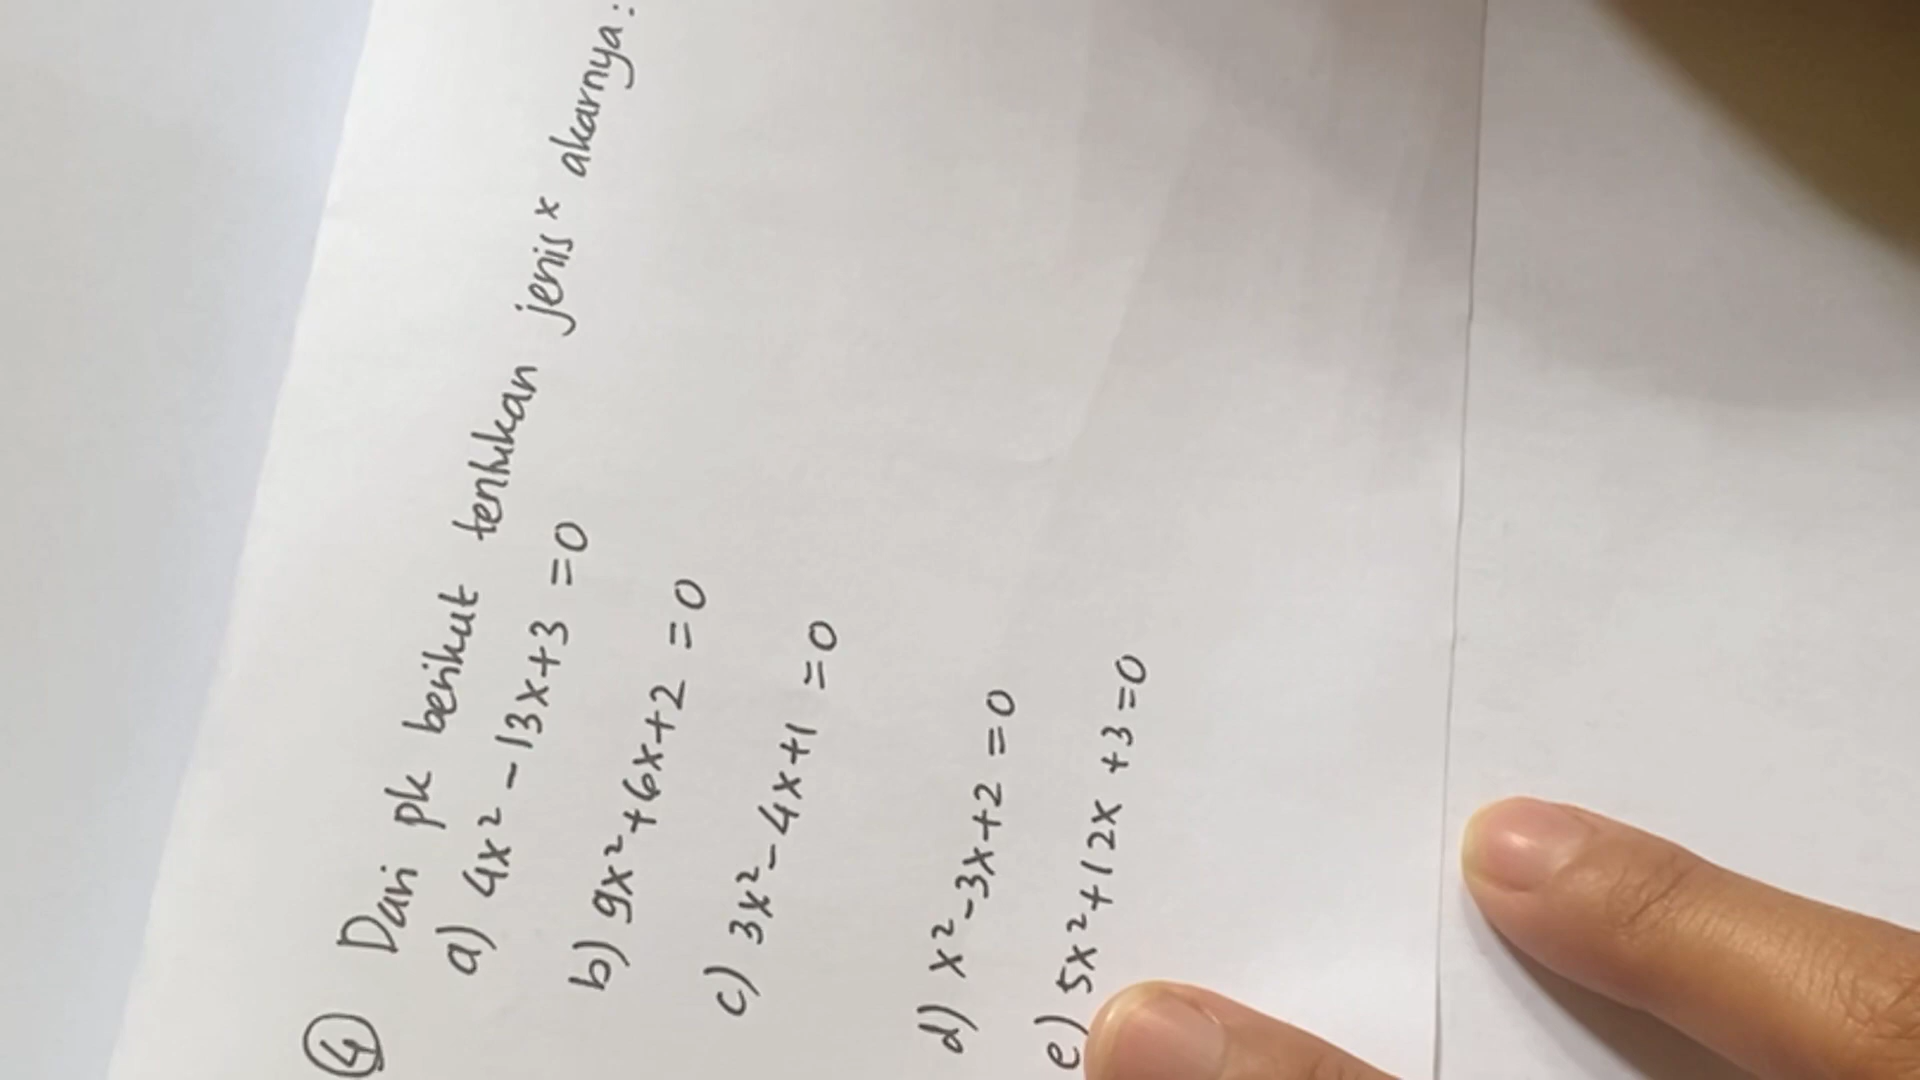 ④ Dari pk berikut tentukan jenis x akarnya:
a) 4x² - 13x + 3 = 0
b) 9x² + 6x + 2 = 0
c) 3x² - 4x + 1 = 0
d) x² - 3x + 2 = 0
e) 5x² + 12x + 3 = 0